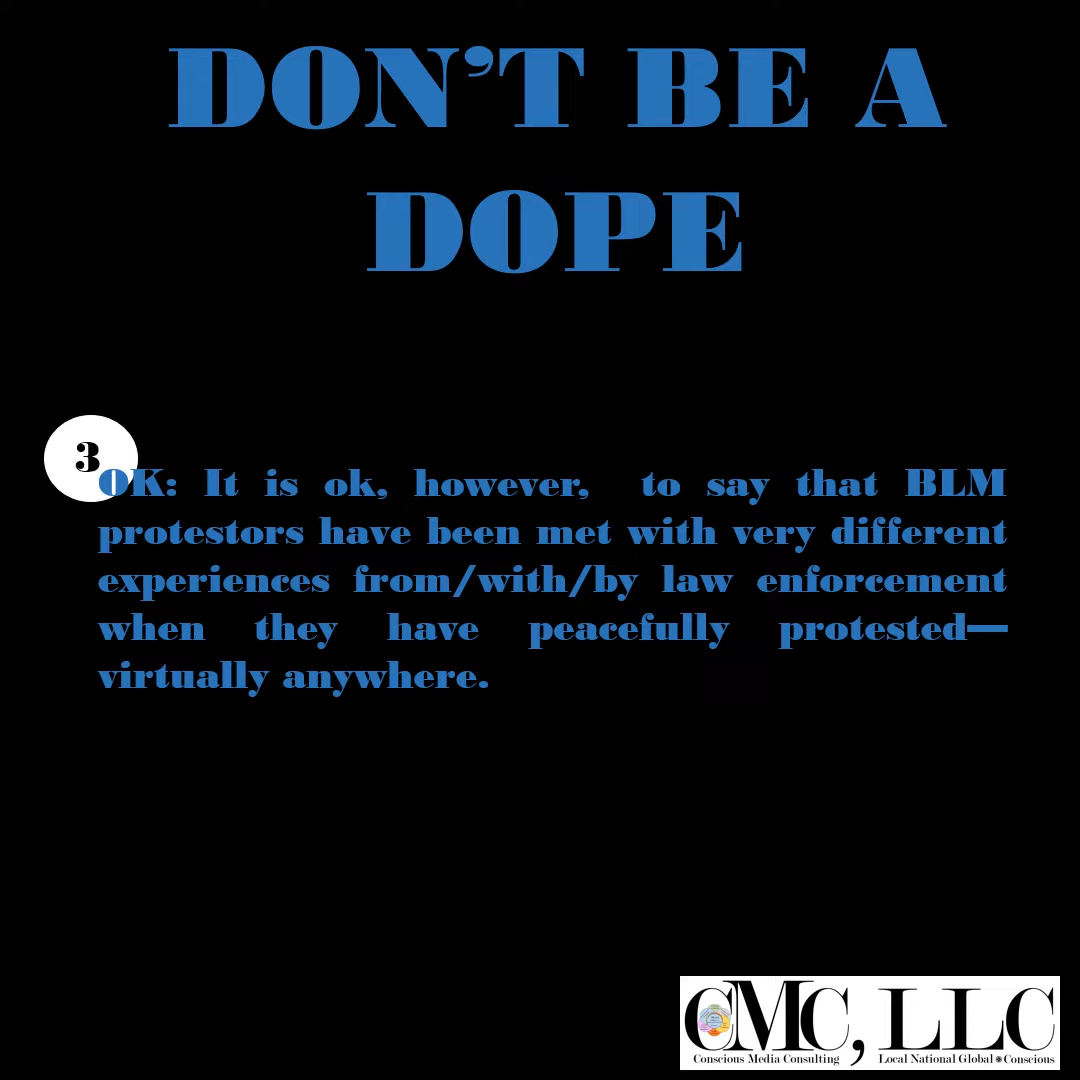 DON’T BE A
DOPE
3
OK: It is ok, however, to say that BLM
protestors have been met with very different
experiences from/with/by law enforcement
when they have peacefully protested—
virtually anywhere.
CMC, LLC
Conscious Media Consulting Local National Global Conscious